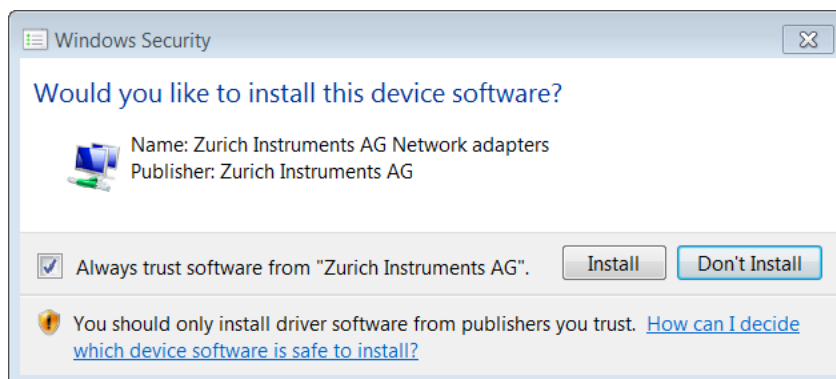 Windows Security
Would you like to install this device software?
Name: Zurich Instruments AG Network adapters
Publisher: Zurich Instruments AG
Always trust software from "Zurich Instruments AG".
Install
Don't Install
You should only install driver software from publishers you trust. How can I decide
which device software is safe to install?